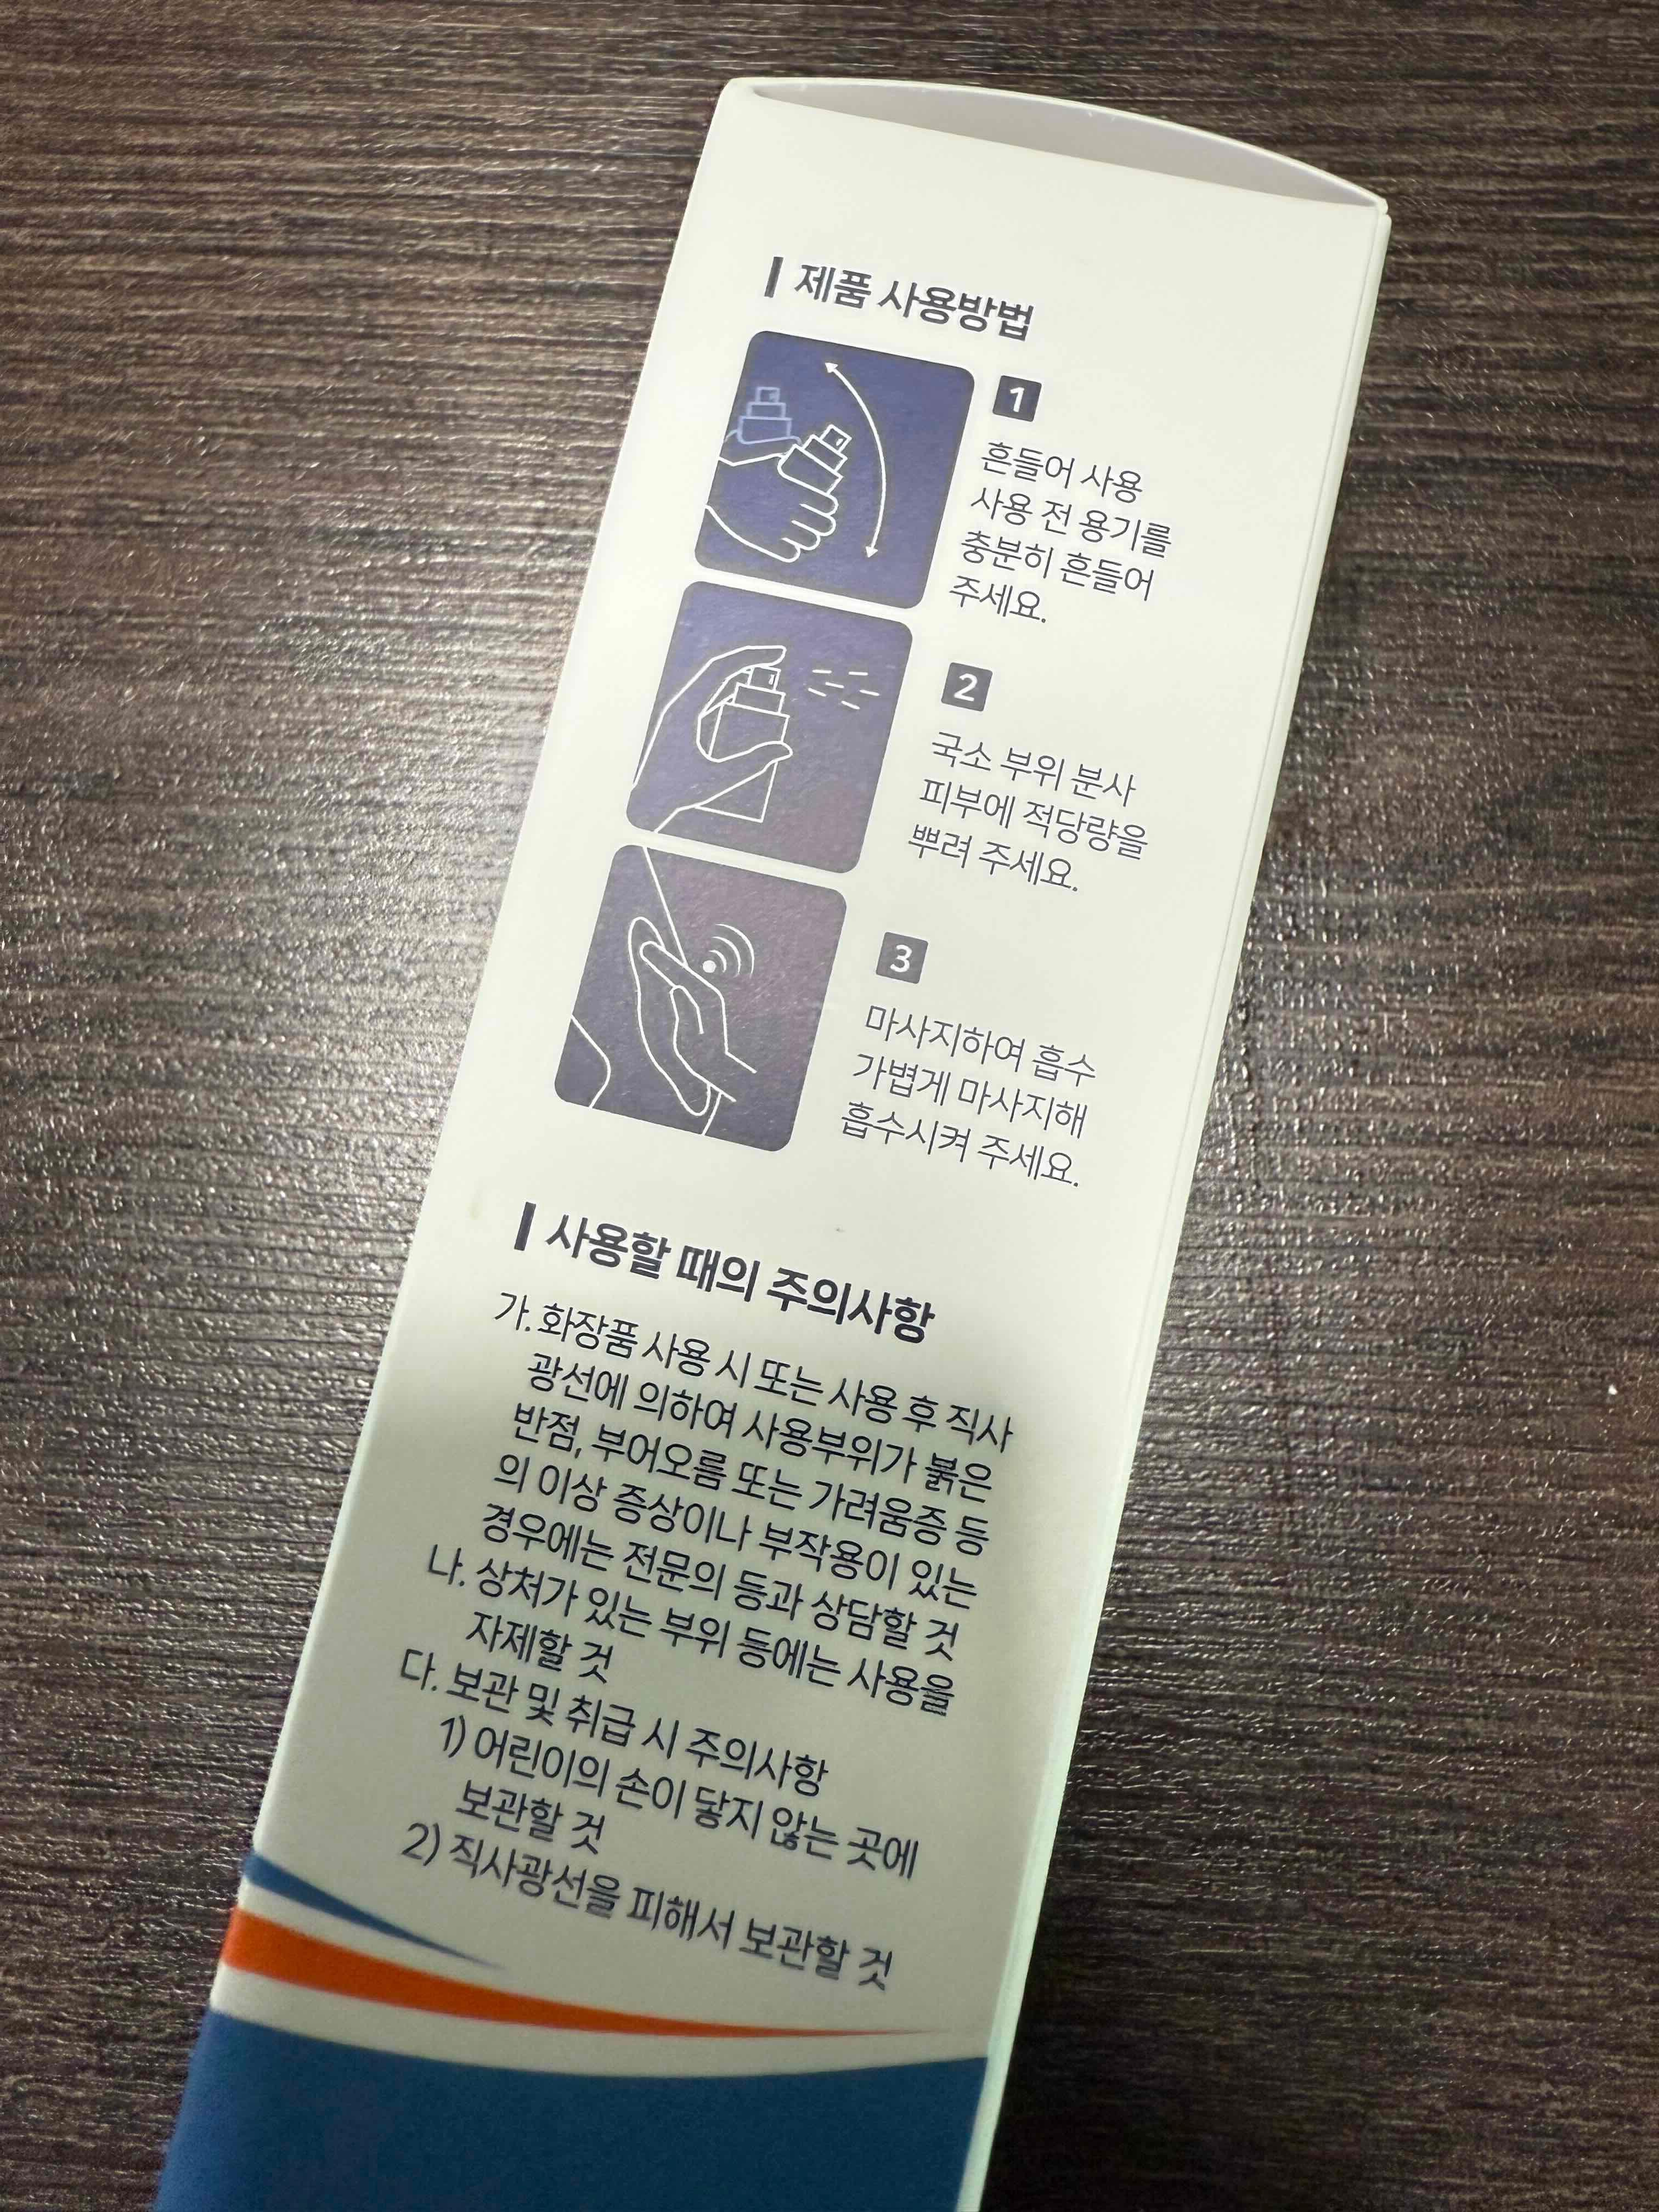 제품 사용방법
1
흔들어 사용
사용 전 용기를
충분히 흔들어
주세요.
2
국소 부위 분사
피부에 적당량을
뿌려 주세요.
3
마사지하여 흡수
가볍게 마사지해
흡수시켜 주세요.
사용할 때의 주의사항
가. 화장품 사용 시 또는 사용 후 직사
광선에 의하여 사용부위가 붉은
반점, 부어오름 또는 가려움증 등
의 이상 증상이나 부작용이 있는
경우에는 전문의 등과 상담할 것
나. 상처가 있는 부위 등에는 사용을
자제할 것
다. 보관 및 취급 시 주의사항
1) 어린이의 손이 닿지 않는 곳에
보관할 것
2) 직사광선을 피해서 보관할 것